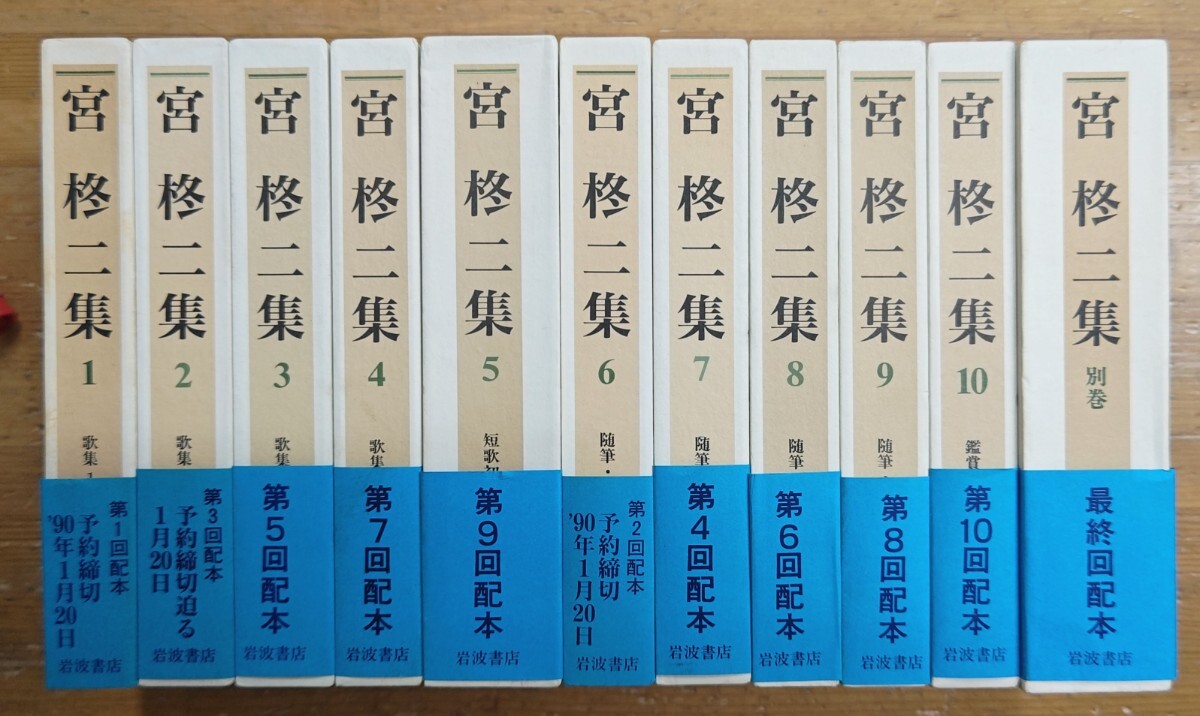 宮柊二集
1
歌集
第1回配本
予約締切
'90年1月20日
岩波書店
宮柊二集
2
歌集
第3回配本
予約締切迫る
1月20日
岩波書店
宮柊二集
3
歌集
第5回配本
岩波書店
宮柊二集
4
歌集
第7回配本
岩波書店
宮柊二集
5
短歌
第9回配本
岩波書店
宮柊二集
6
随筆・
第2回配本
予約締切
'90年1月20日
岩波書店
宮柊二集
7
随筆
第4回配本
岩波書店
宮柊二集
8
随筆
第6回配本
岩波書店
宮柊二集
9
随筆
第8回配本
岩波書店
宮柊二集
10
鑑賞
第10回配本
岩波書店
宮柊二集
別巻
最終回配本
岩波書店